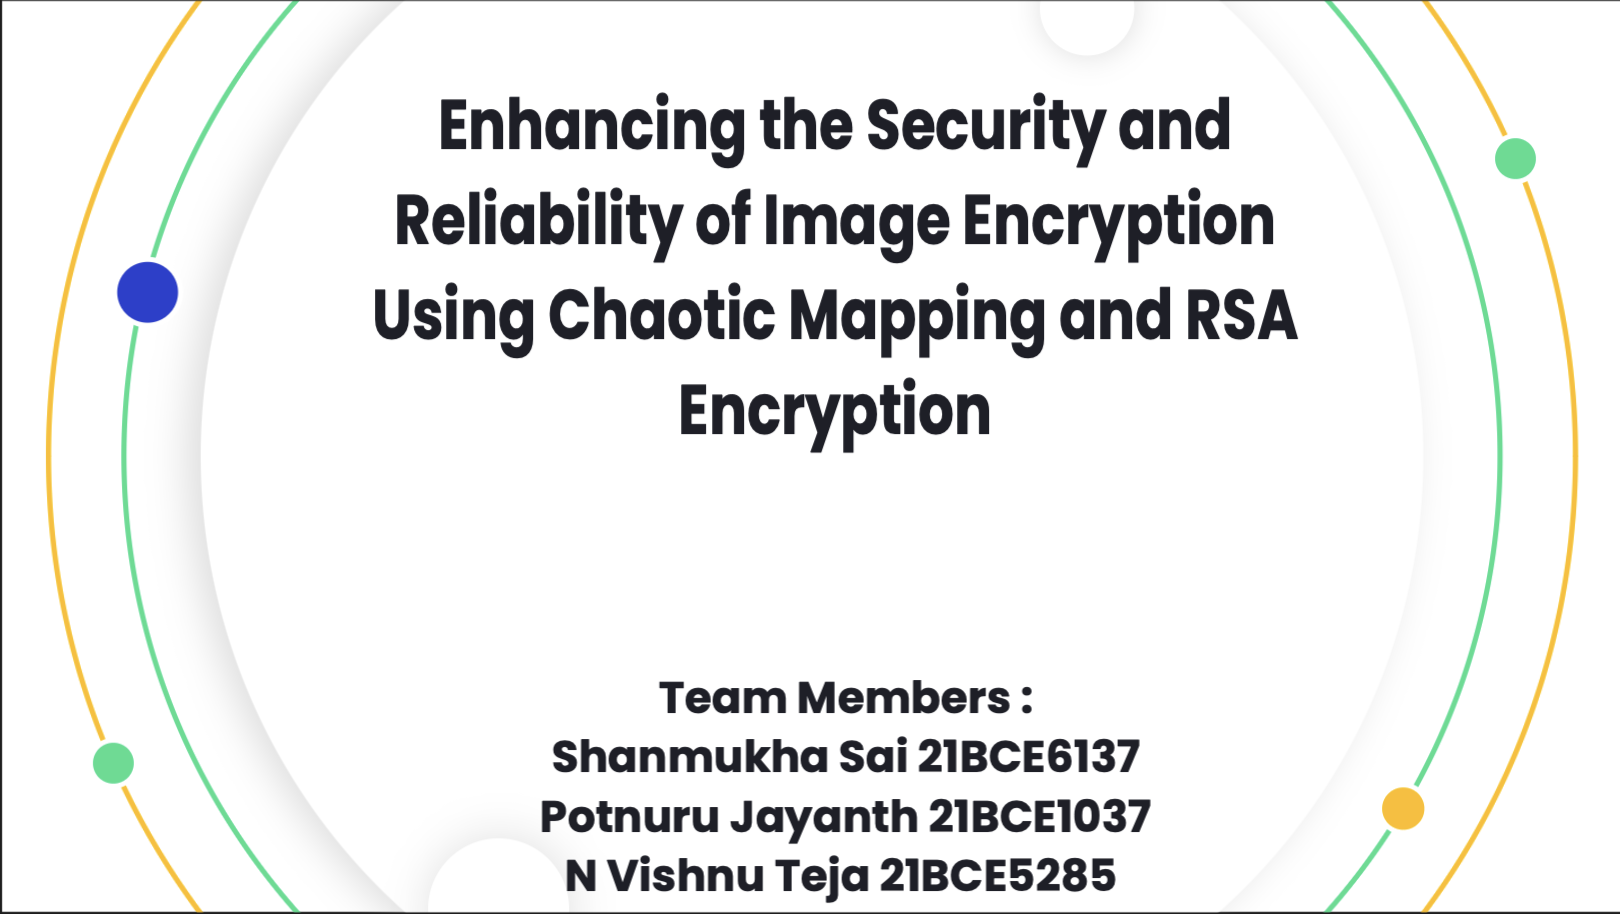 Enhancing the Security and
Reliability of Image Encryption
Using Chaotic Mapping and RSA
Encryption
Team Members :
Shanmukha Sai 21BCE6137
Potnuru Jayanth 21BCE1037
N Vishnu Teja 21BCE5285